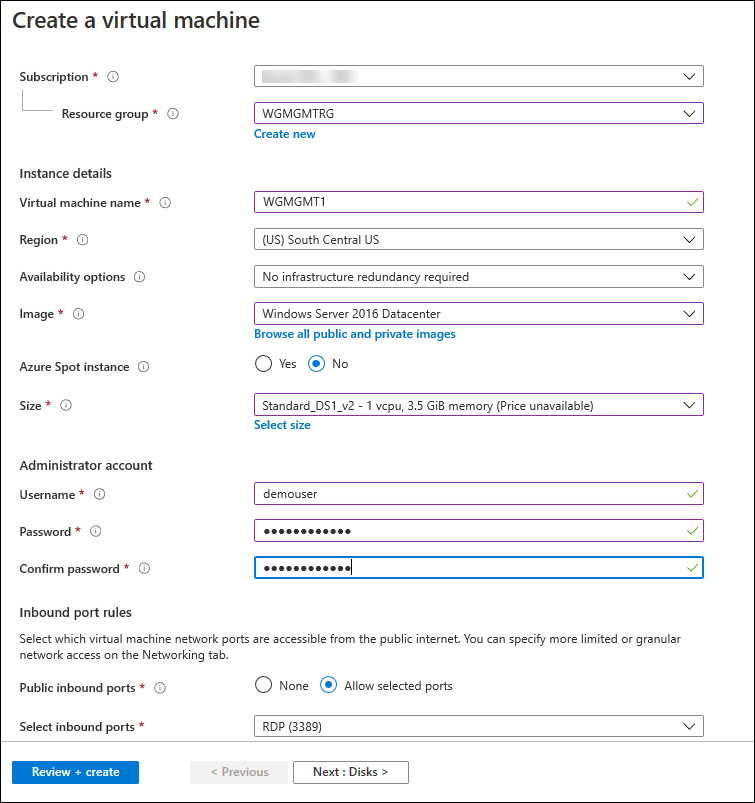 Create a virtual machine
Subscription *
Resource group *
WGMGMTRG
Create new
Instance details
Virtual machine name *
WGMGMT1
Region *
(US) South Central US
Availability options
No infrastructure redundancy required
Image *
Windows Server 2016 Datacenter
Browse all public and private images
Azure Spot instance
Yes
No
Size *
Standard_DS1_v2 - 1 vcpu, 3.5 GiB memory (Price unavailable)
Select size
Administrator account
Username *
demouser
Password *
●●●●●●●●●●●●
Confirm password *
●●●●●●●●●●●●
Inbound port rules
Select which virtual machine network ports are accessible from the public internet. You can specify more limited or granular
network access on the Networking tab.
Public inbound ports *
None
Allow selected ports
Select inbound ports *
RDP (3389)
Review + create
< Previous
Next : Disks >